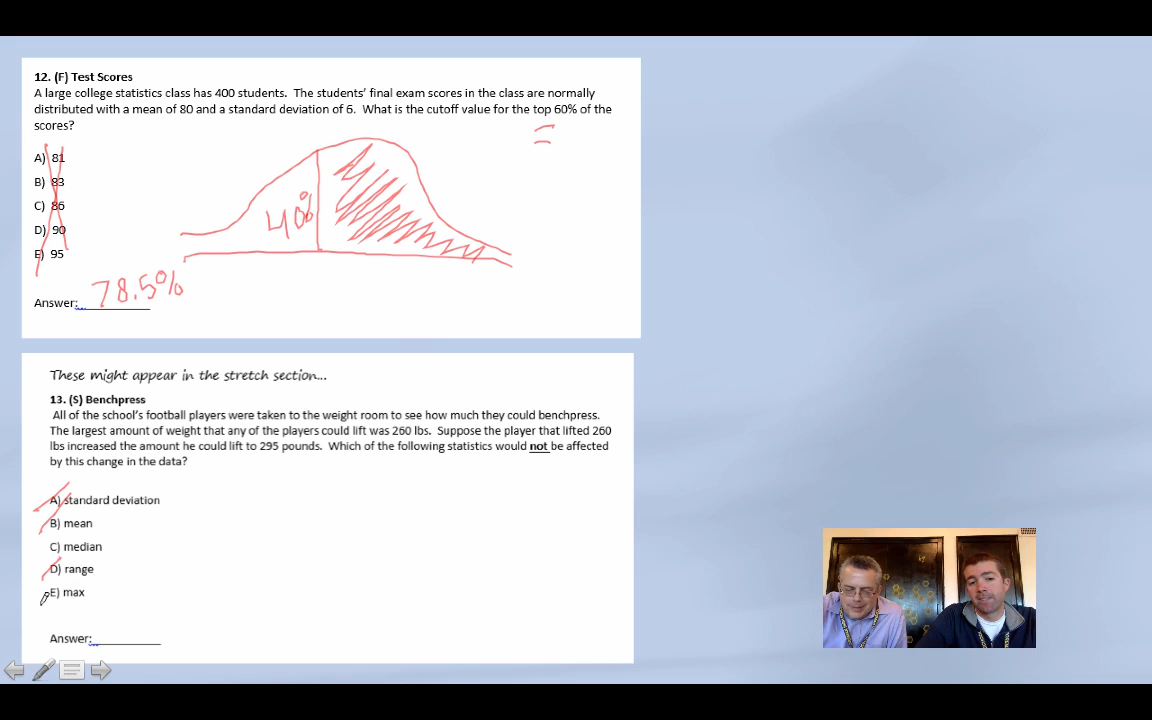 12. (F) Test Scores
A large college statistics class has 400 students.  The students' final exam scores in the class are normally
distributed with a mean of 80 and a standard deviation of 6.  What is the cutoff value for the top 60% of the
scores?
A) 81
B) 83
C) 86
D) 90
E) 95
40%
78.5%
Answer:
These might appear in the stretch section...
13. (S) Benchpress
All of the school's football players were taken to the weight room to see how much they could benchpress.
The largest amount of weight that any of the players could lift was 260 lbs.  Suppose the player that lifted 260
lbs increased the amount he could lift to 295 pounds.  Which of the following statistics would not be affected
by this change in the data?
A) standard deviation
B) mean
C) median
D) range
E) max
Answer: